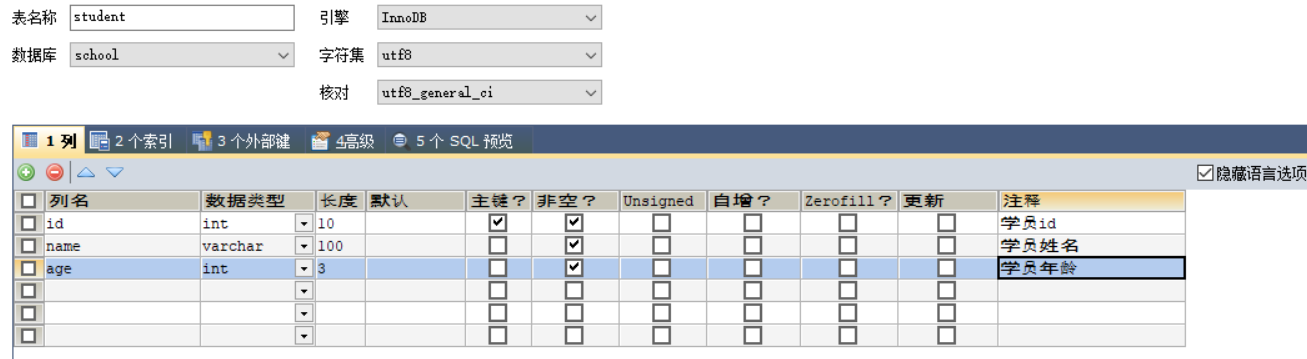 表名称 student 引擎 InnoDB
数据库 school 字符集 utf8
核对 utf8_general_ci
1 列 2 个索引 3 个外部键 4高级 5 个 SQL 预览
隐藏语言选项
列名 数据类型 长度 默认 主键? 非空? Unsigned 自增? Zerofill? 更新 注释
id int 10 学员id
name varchar 100 学员姓名
age int 3 学员年龄